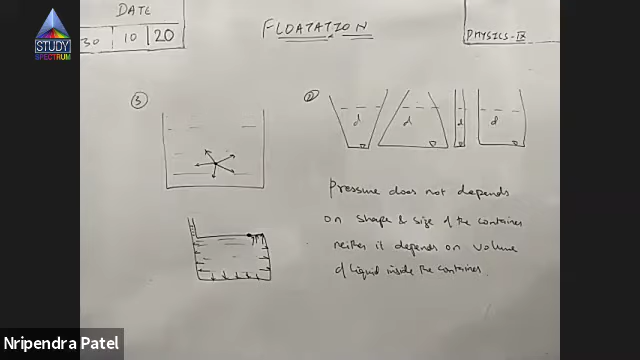 DATE
30 10 20
STUDY
SPECTRUM
FLOATATION
PHYSICS-IX
③
②
d d d d
Pressure does not depends
on shape & size of the container
neither it depends on volume
of liquid inside the container.
Nripendra Patel